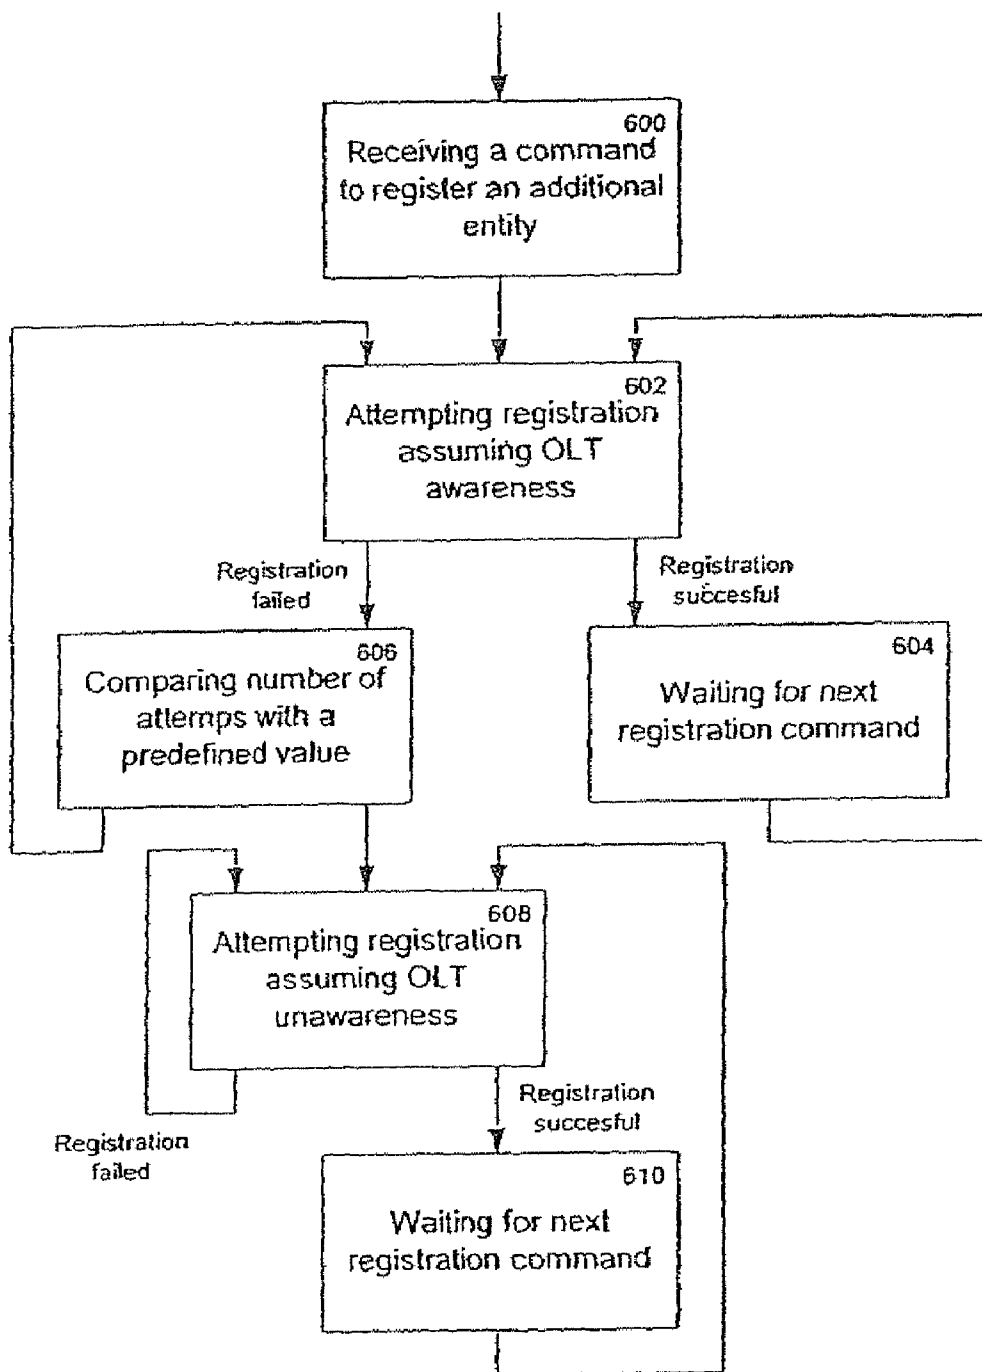 600
Receiving a command
to register an additional
entity
602
Attempting registration
assuming OLT
awareness
Registration
failed
Registration
succesful
606
Comparing number of
attemps with a
predefined value
604
Waiting for next
registration command
608
Attempting registration
assuming OLT
unawareness
Registration
failed
Registration
succesful
610
Waiting for next
registration command